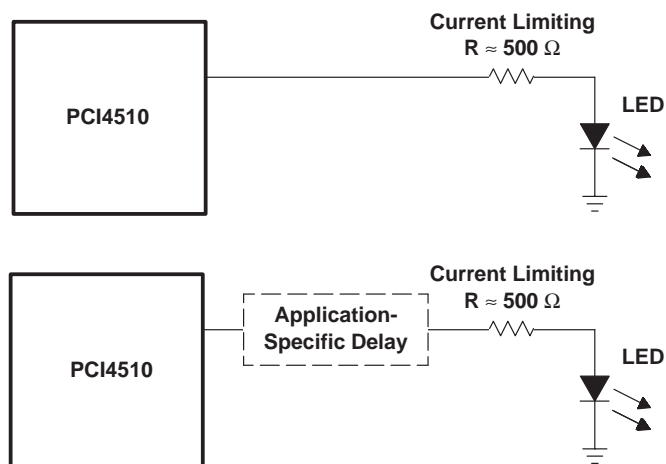 Current Limiting
R ≈ 500 Ω
PCI4510
LED
Current Limiting
R ≈ 500 Ω
Application-
Specific Delay
PCI4510
LED